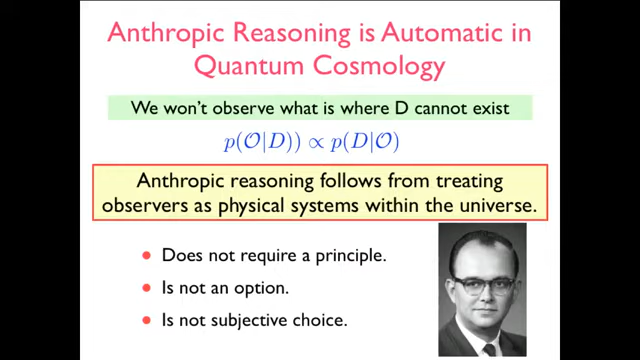 Anthropic Reasoning is Automatic in
Quantum Cosmology
We won't observe what is where D cannot exist
p(𝒪|D)) ∝ p(D|𝒪)
Anthropic reasoning follows from treating
observers as physical systems within the universe.
• Does not require a principle.
• Is not an option.
• Is not subjective choice.